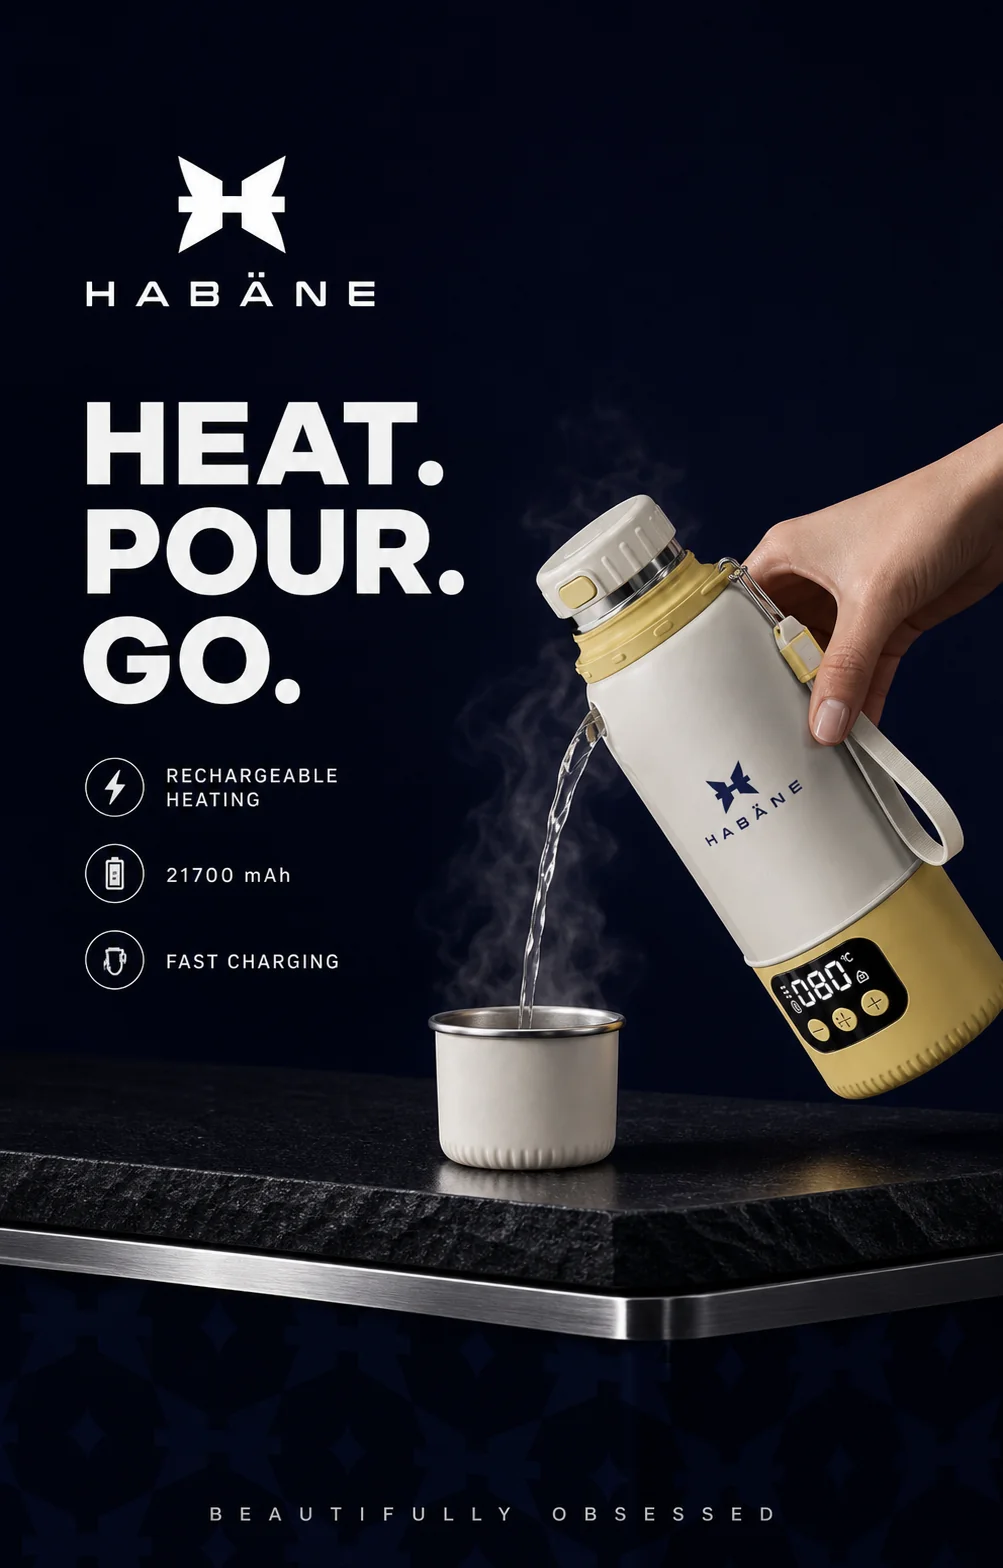 HABÄNE
HEAT.
POUR.
GO.
RECHARGEABLE
HEATING
21700 mAh
FAST CHARGING
HABÄNE
080 °C
BEAUTIFULLY OBSESSED